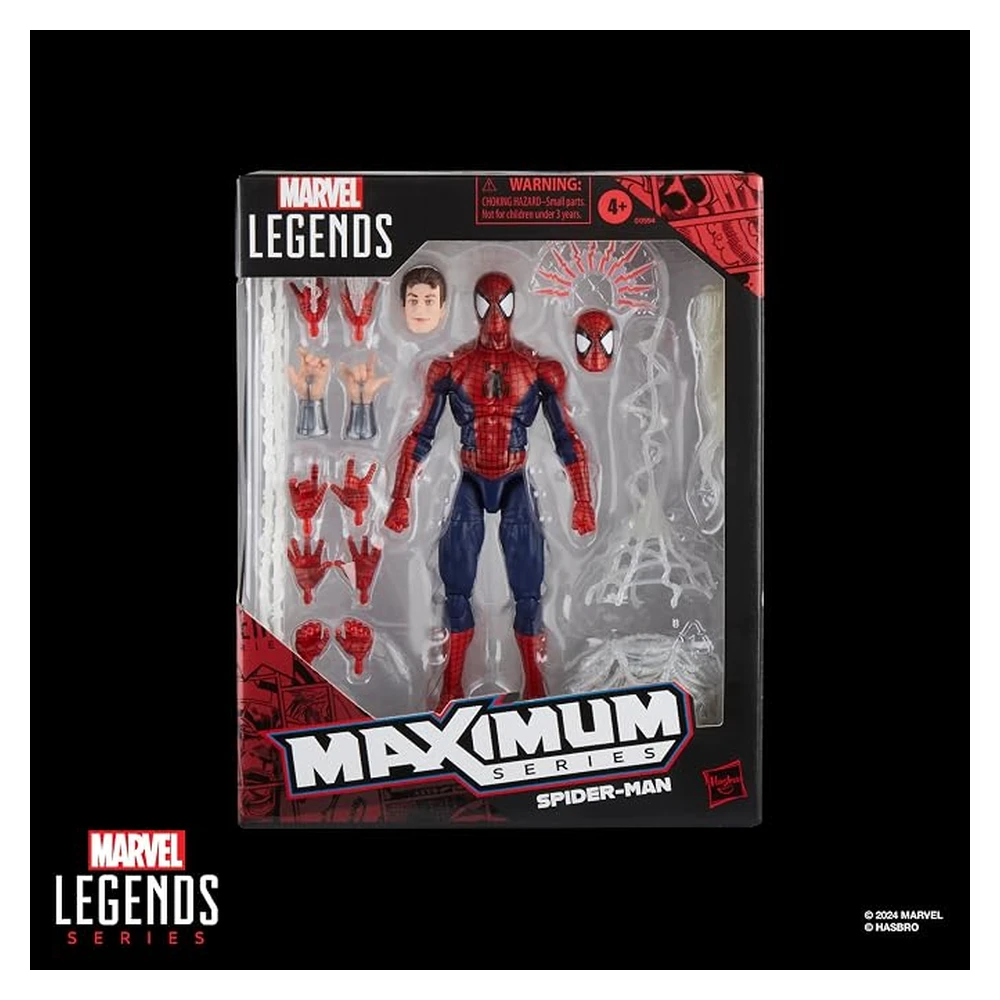 MARVEL
LEGENDS
WARNING:
CHOKING HAZARD–Small parts.
Not for children under 3 years.
4+
MAXIMUM
SERIES
SPIDER-MAN
Hasbro
MARVEL
LEGENDS
SERIES
© 2024 MARVEL
© HASBRO